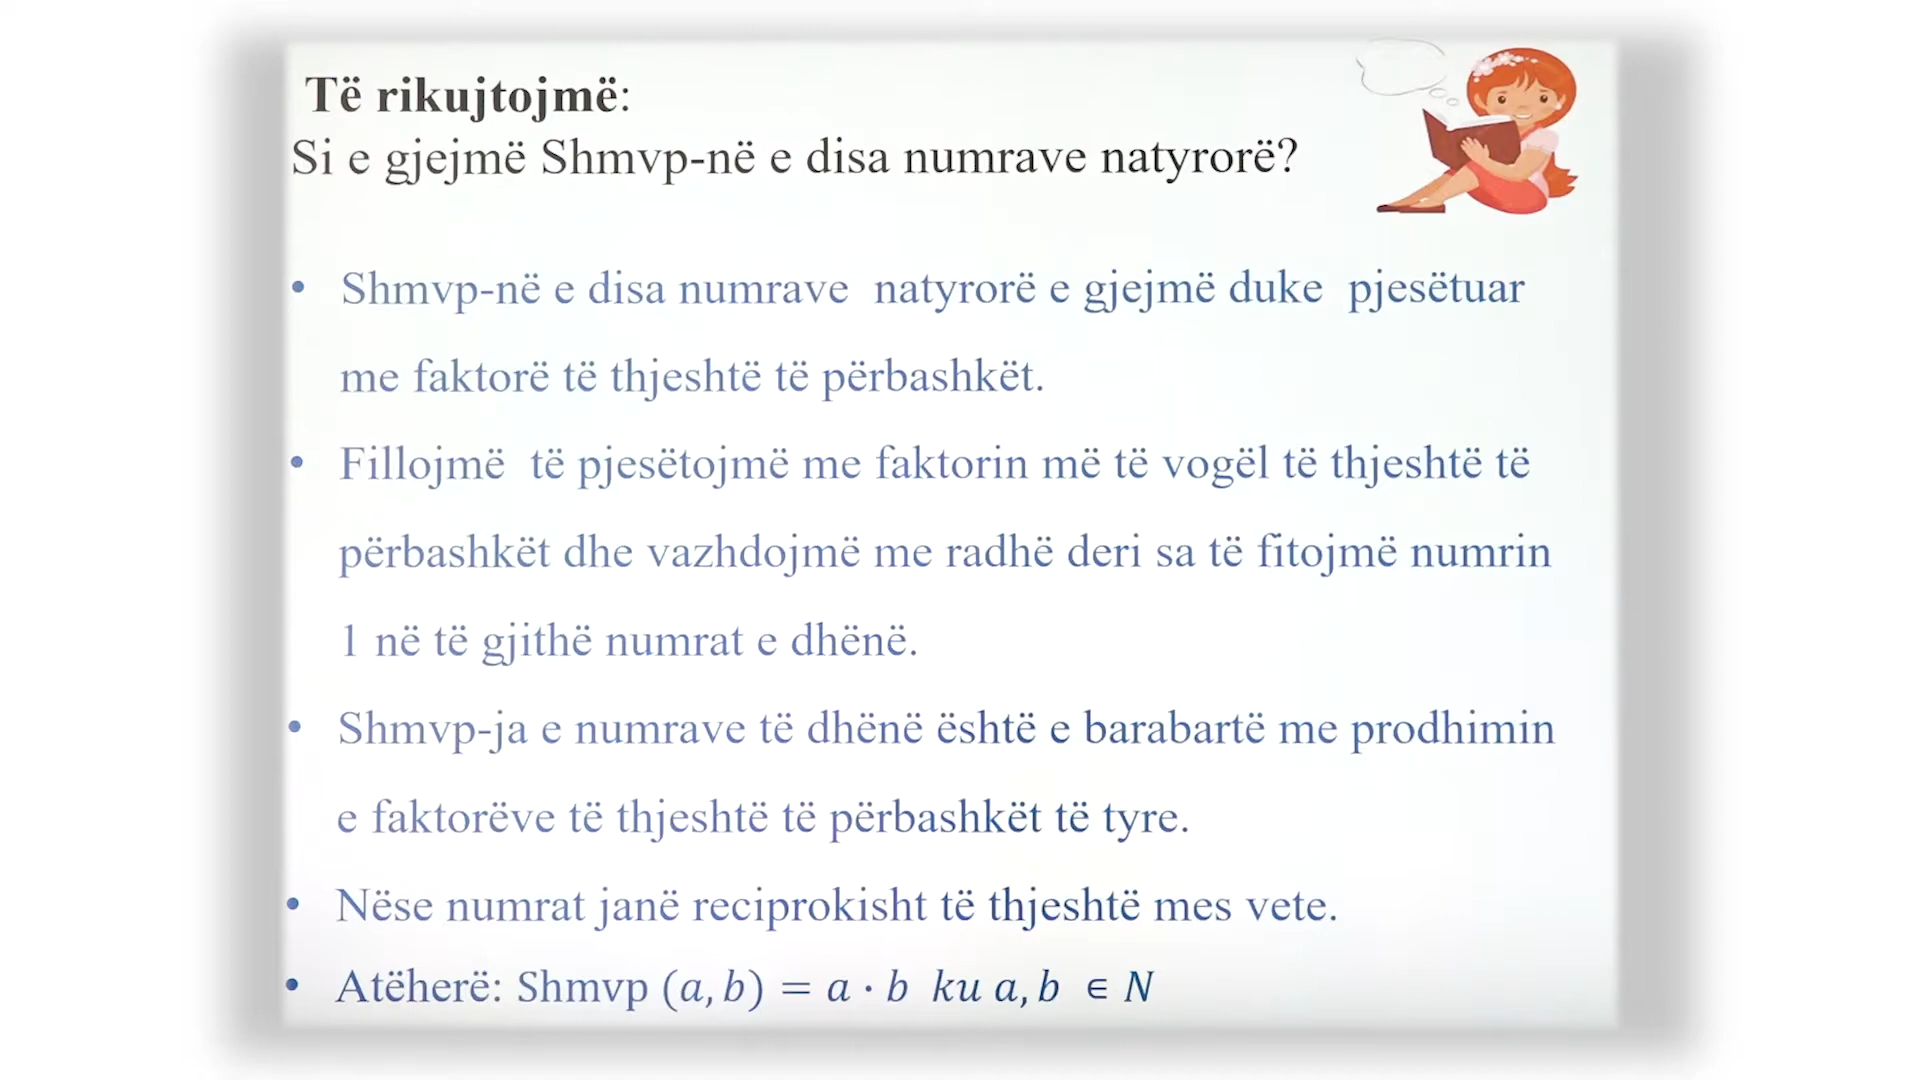 Të rikujtojmë:
Si e gjejmë Shmvp-në e disa numrave natyrorë?
• Shmvp-në e disa numrave natyrorë e gjejmë duke pjesëtuar
me faktorë të thjeshtë të përbashkët.
• Fillojmë të pjesëtojmë me faktorin më të vogël të thjeshtë të
përbashkët dhe vazhdojmë me radhë deri sa të fitojmë numrin
1 në të gjithë numrat e dhënë.
• Shmvp-ja e numrave të dhënë është e barabartë me prodhimin
e faktorëve të thjeshtë të përbashkët të tyre.
• Nëse numrat janë reciprokisht të thjeshtë mes vete.
• Atëherë: Shmvp (a, b) = a · b ku a, b ∈ N